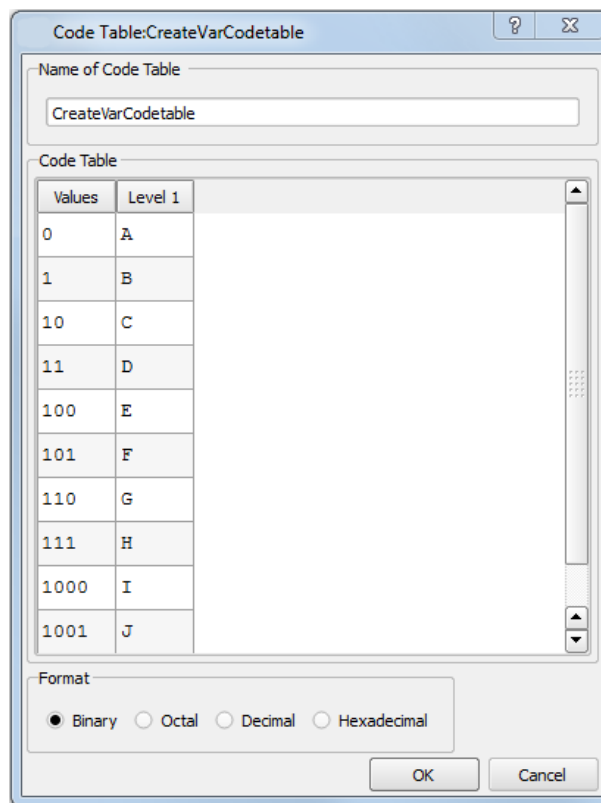 Code Table:CreateVarCodetable
Name of Code Table
CreateVarCodetable
Code Table
Values Level 1
0 A
1 B
10 C
11 D
100 E
101 F
110 G
111 H
1000 I
1001 J
Format
Binary Octal Decimal Hexadecimal
OK Cancel